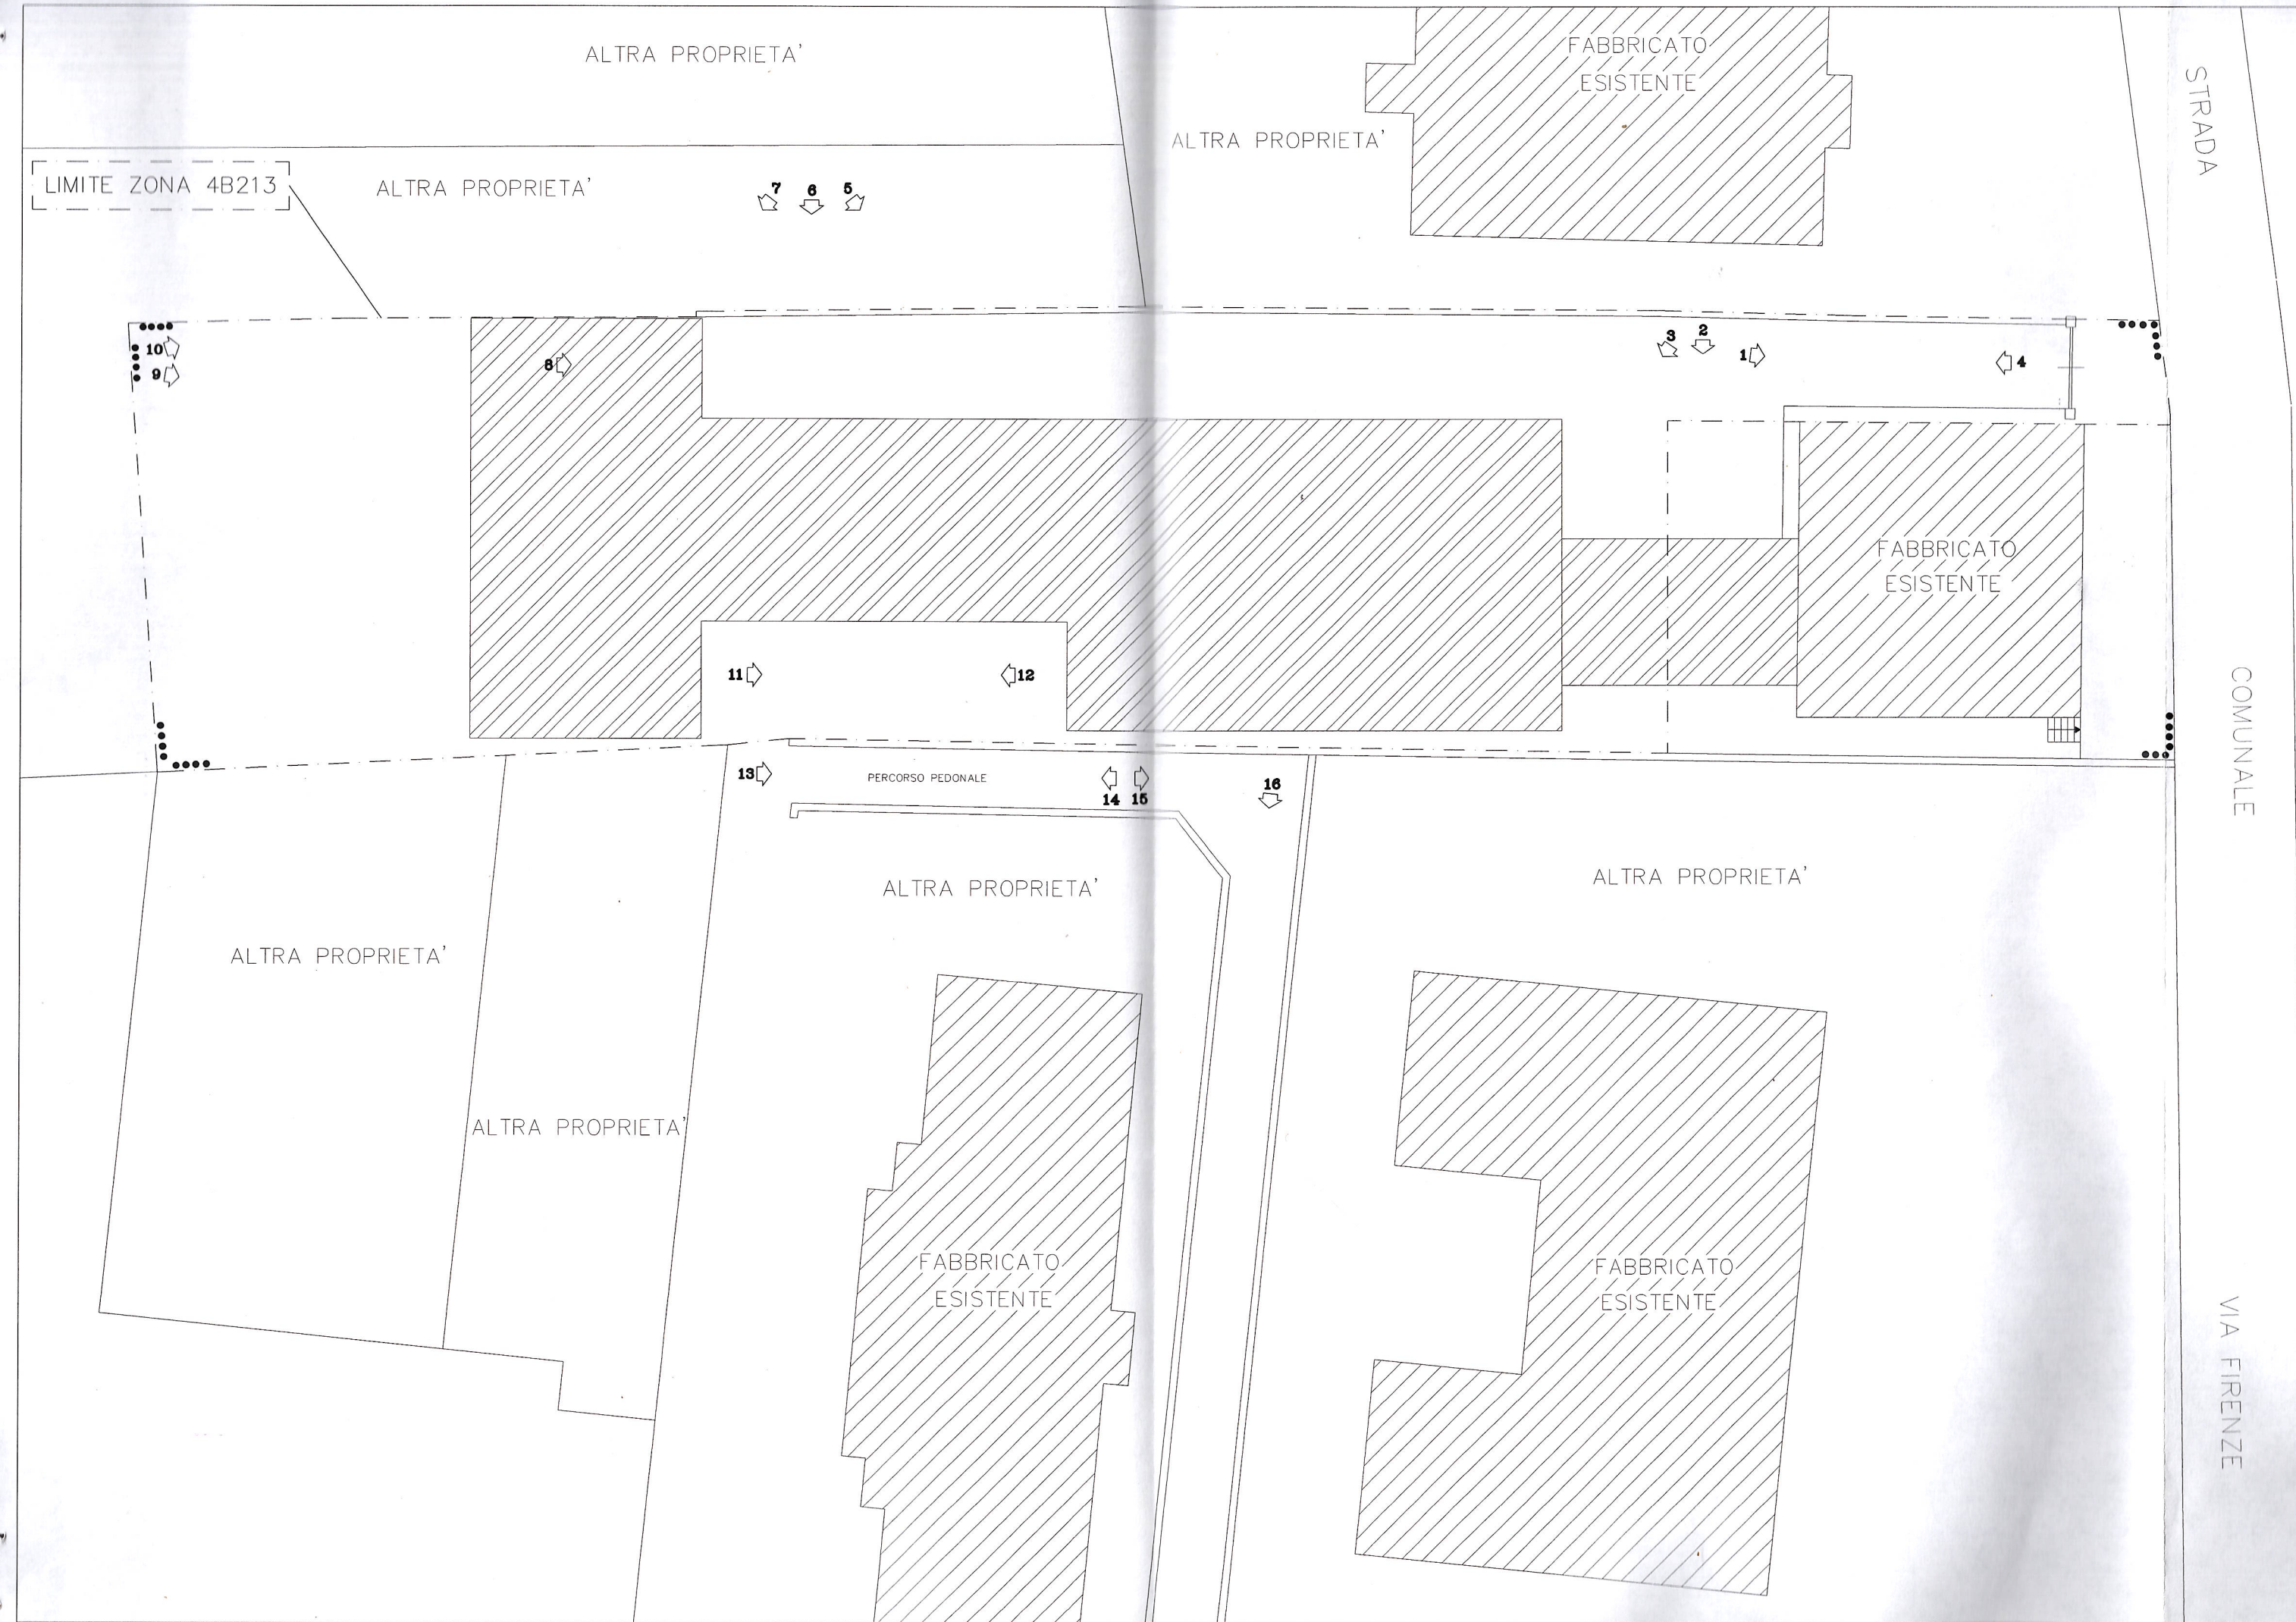 ALTRA PROPRIETA'
FABBRICATO
ESISTENTE
STRADA
ALTRA PROPRIETA'
LIMITE ZONA 4B213
ALTRA PROPRIETA'
7 6 5
10
9
8
3 2
1
4
FABBRICATO
ESISTENTE
11
12
13
PERCORSO PEDONALE
14 15
16
COMUNALE
ALTRA PROPRIETA'
ALTRA PROPRIETA'
ALTRA PROPRIETA'
ALTRA PROPRIETA'
FABBRICATO
ESISTENTE
FABBRICATO
ESISTENTE
VIA FIRENZE